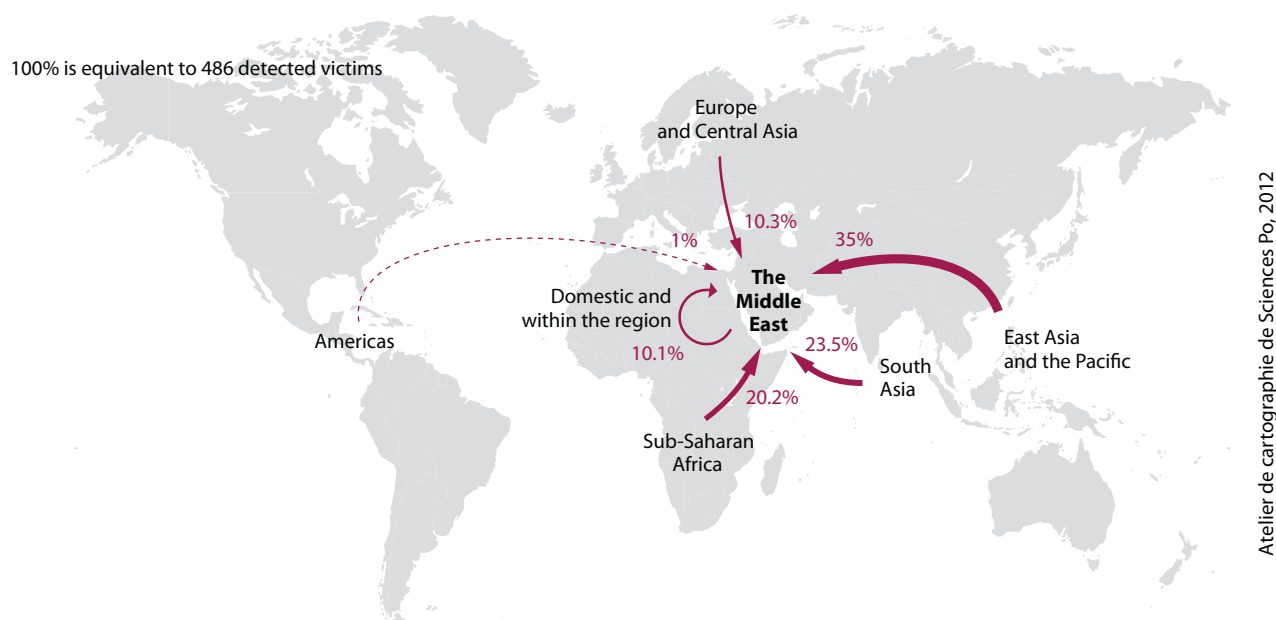 100% is equivalent to 486 detected victims
Europe
and Central Asia
10.3%
1%
35%
The
Middle
East
Domestic and
within the region
10.1%
Americas
23.5%
East Asia
and the Pacific
South
Asia
20.2%
Sub-Saharan
Africa
Atelier de cartographie de Sciences Po, 2012